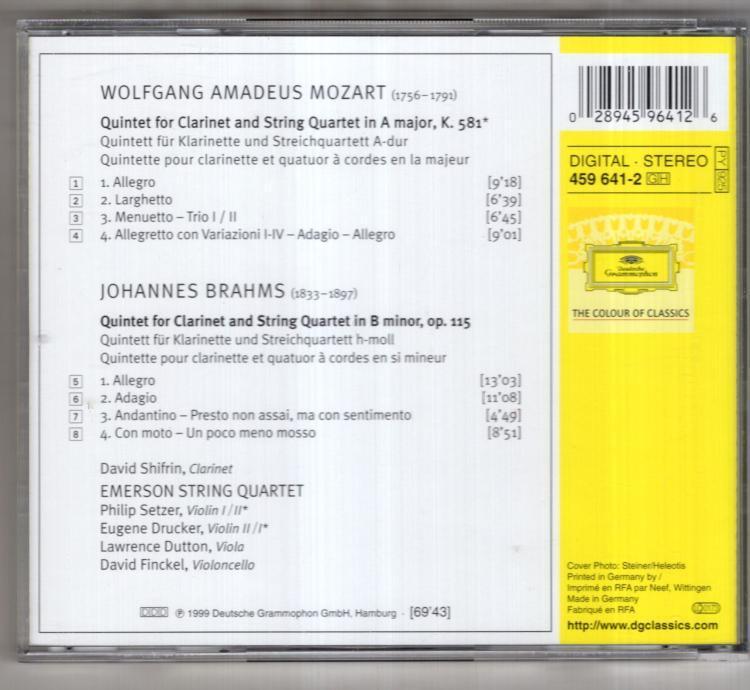 WOLFGANG AMADEUS MOZART (1756–1791)
Quintet for Clarinet and String Quartet in A major, K. 581*
Quintett für Klarinette und Streichquartett A-dur
Quintette pour clarinette et quatuor à cordes en la majeur
1 1. Allegro [9'18]
2 2. Larghetto [6'39]
3 3. Menuetto – Trio I / II [6'45]
4 4. Allegretto con Variazioni I-IV – Adagio – Allegro [9'01]
JOHANNES BRAHMS (1833–1897)
Quintet for Clarinet and String Quartet in B minor, op. 115
Quintett für Klarinette und Streichquartett h-moll
Quintette pour clarinette et quatuor à cordes en si mineur
5 1. Allegro [13'03]
6 2. Adagio [11'08]
7 3. Andantino – Presto non assai, ma con sentimento [4'49]
8 4. Con moto – Un poco meno mosso [8'51]
David Shifrin, Clarinet
EMERSON STRING QUARTET
Philip Setzer, Violin I / II*
Eugene Drucker, Violin II / I*
Lawrence Dutton, Viola
David Finckel, Violoncello
DDD ℗ 1999 Deutsche Grammophon GmbH, Hamburg · [69'43]
0 28945 96412 6
DIGITAL · STEREO
459 641-2 GH
PY 925
Deutsche
Grammophon
THE COLOUR OF CLASSICS
Cover Photo: Steiner/Heleotis
Printed in Germany by /
Imprimé en RFA par Neef, Wittingen
Made in Germany
Fabriqué en RFA
http://www.dgclassics.com